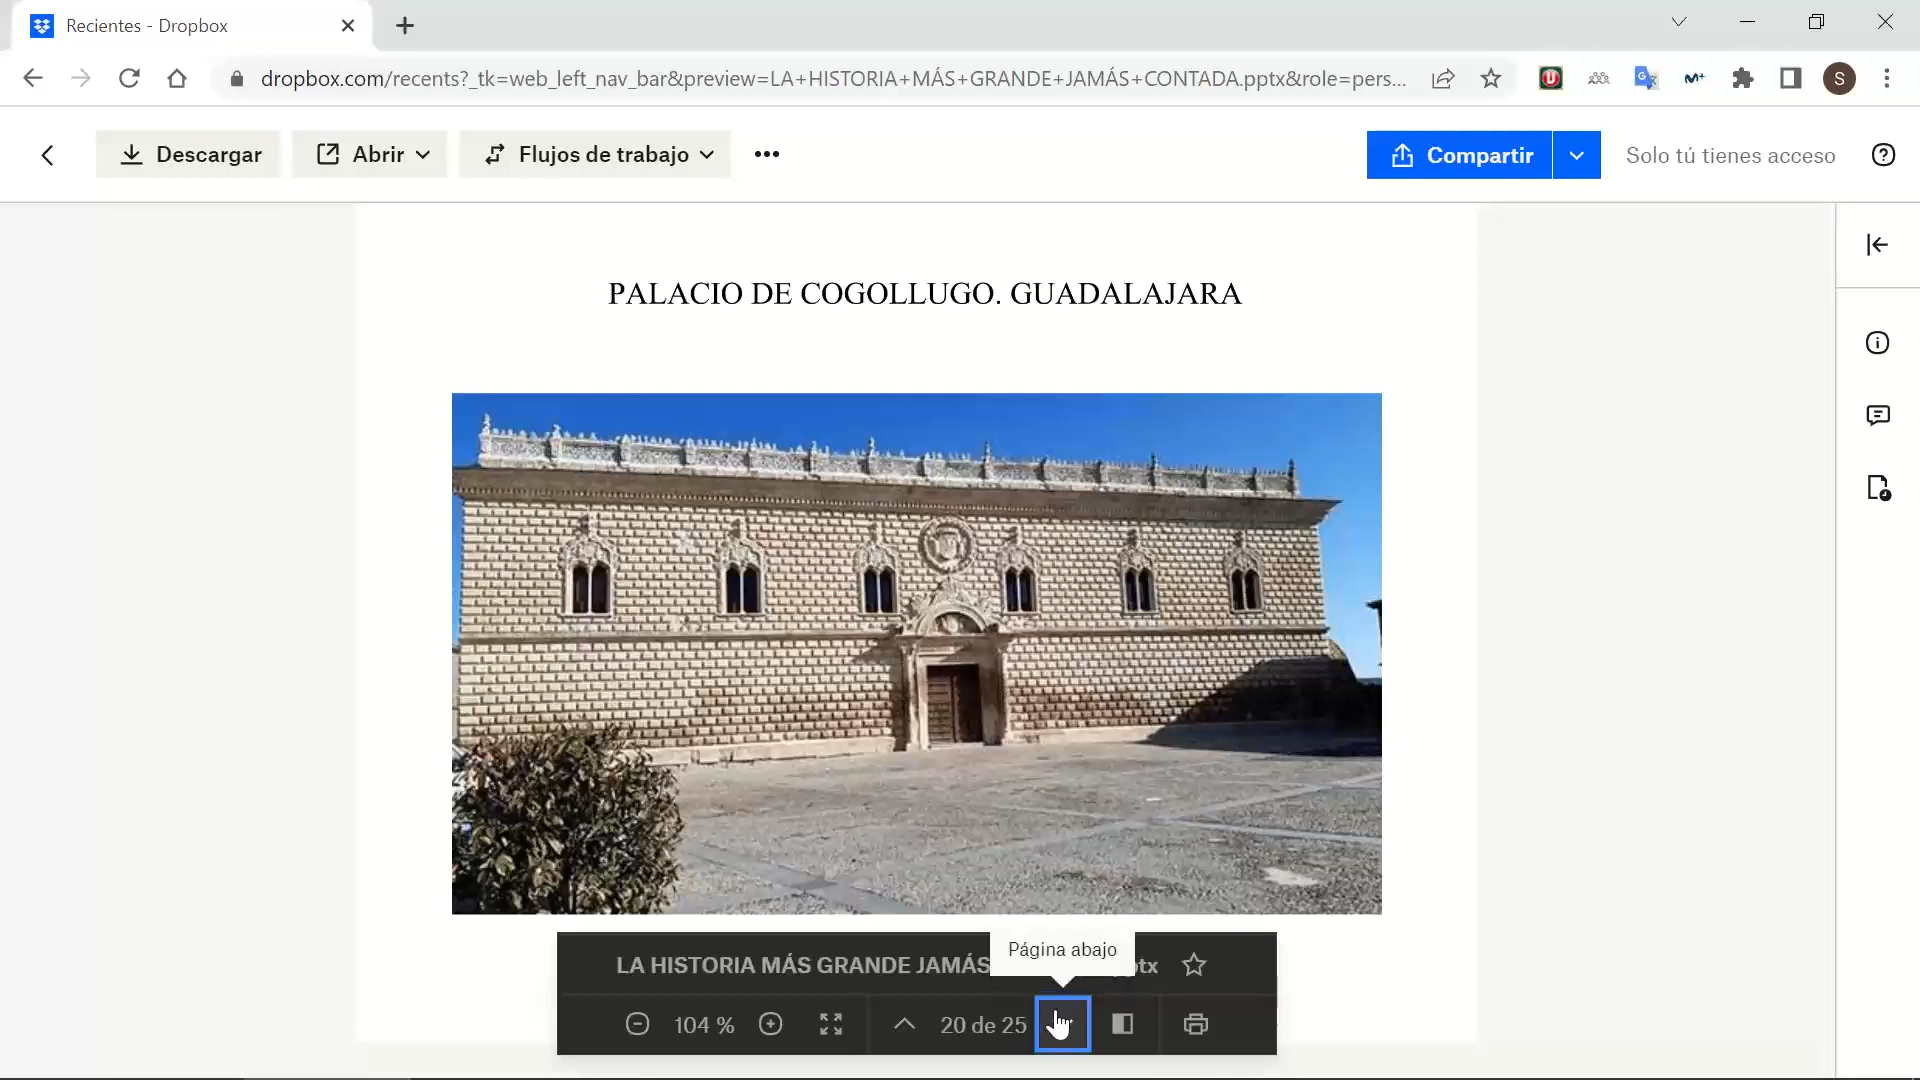 Recientes - Dropbox
dropbox.com/recents?_tk=web_left_nav_bar&preview=LA+HISTORIA+MÁS+GRANDE+JAMÁS+CONTADA.pptx&role=pers...
S
Descargar
Abrir
Flujos de trabajo
Compartir
Solo tú tienes acceso
PALACIO DE COGOLLUGO. GUADALAJARA
Página abajo
LA HISTORIA MÁS GRANDE JAMÁS
ptx
104 %
20 de 25